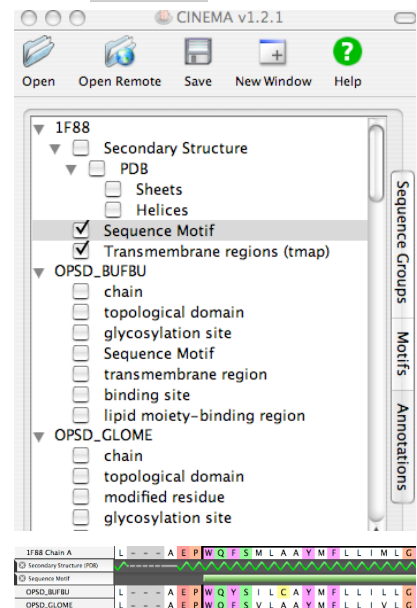 CINEMA v1.2.1
Open Open Remote Save New Window Help
1F88
Secondary Structure
PDB
Sheets
Helices
Sequence Motif
Transmembrane regions (tmap)
OPSD_BUFBU
chain
topological domain
glycosylation site
Sequence Motif
transmembrane region
binding site
lipid moiety-binding region
OPSD_GLOME
chain
topological domain
modified residue
glycosylation site
Sequence Groups
Motifs
Annotations
1F88 Chain A L - - - A E P W Q F S M L A A Y M F L L I M L G
Secondary Structure (PDB)
Sequence Motif
OPSD_BUFBU L - - - A E P W Q Y S I L C A Y M F L L I L L G
OPSD_GLOME L - - - A E P W Q F S V L A A Y M F L L I V L G